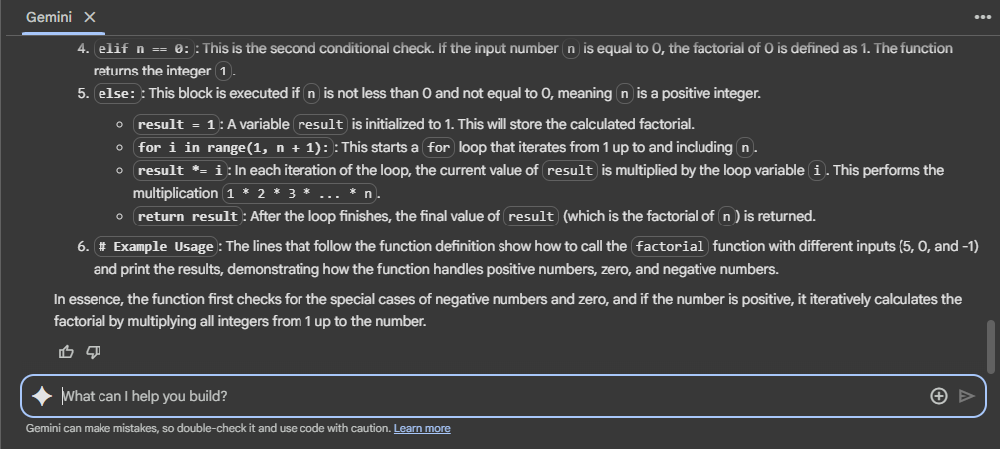 Gemini
4. elif n == 0: : This is the second conditional check. If the input number n is equal to 0, the factorial of 0 is defined as 1. The function
returns the integer 1 .
5. else: : This block is executed if n is not less than 0 and not equal to 0, meaning n is a positive integer.
result = 1 : A variable result is initialized to 1. This will store the calculated factorial.
for i in range(1, n + 1): : This starts a for loop that iterates from 1 up to and including n .
result *= i : In each iteration of the loop, the current value of result is multiplied by the loop variable i . This performs the
multiplication 1 * 2 * 3 * ... * n .
return result : After the loop finishes, the final value of result (which is the factorial of n ) is returned.
6. # Example Usage : The lines that follow the function definition show how to call the factorial function with different inputs (5, 0, and -1)
and print the results, demonstrating how the function handles positive numbers, zero, and negative numbers.
In essence, the function first checks for the special cases of negative numbers and zero, and if the number is positive, it iteratively calculates the
factorial by multiplying all integers from 1 up to the number.
What can I help you build?
Gemini can make mistakes, so double-check it and use code with caution. Learn more